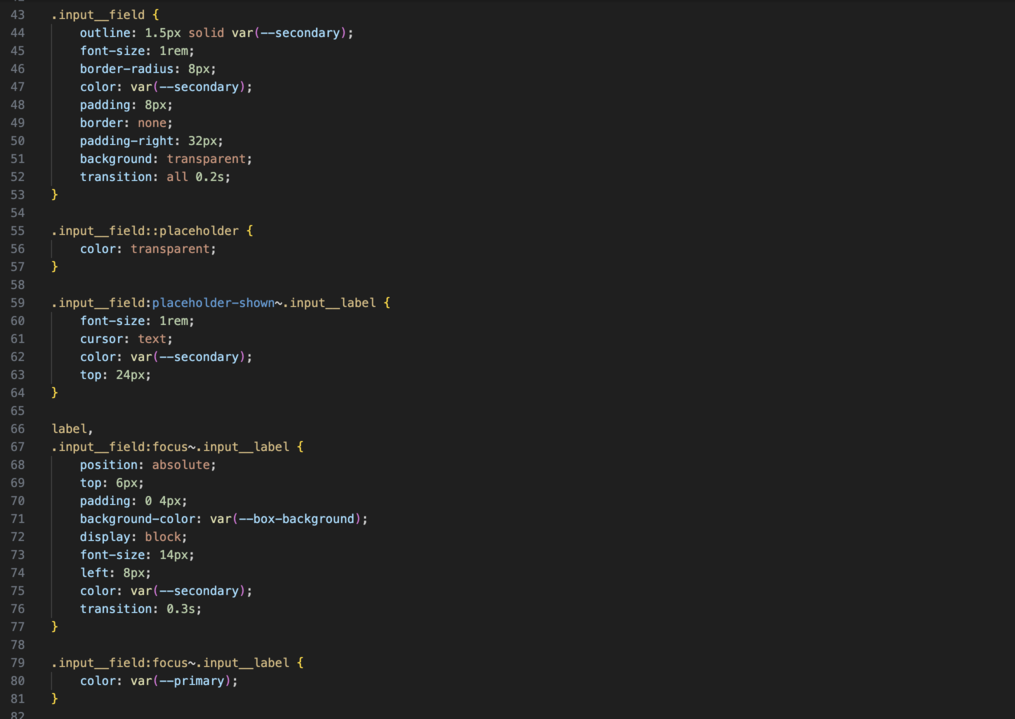 43 .input__field {
44 outline: 1.5px solid var(--secondary);
45 font-size: 1rem;
46 border-radius: 8px;
47 color: var(--secondary);
48 padding: 8px;
49 border: none;
50 padding-right: 32px;
51 background: transparent;
52 transition: all 0.2s;
53 }
54
55 .input__field::placeholder {
56 color: transparent;
57 }
58
59 .input__field:placeholder-shown~.input__label {
60 font-size: 1rem;
61 cursor: text;
62 color: var(--secondary);
63 top: 24px;
64 }
65
66 label,
67 .input__field:focus~.input__label {
68 position: absolute;
69 top: 6px;
70 padding: 0 4px;
71 background-color: var(--box-background);
72 display: block;
73 font-size: 14px;
74 left: 8px;
75 color: var(--secondary);
76 transition: 0.3s;
77 }
78
79 .input__field:focus~.input__label {
80 color: var(--primary);
81 }
82